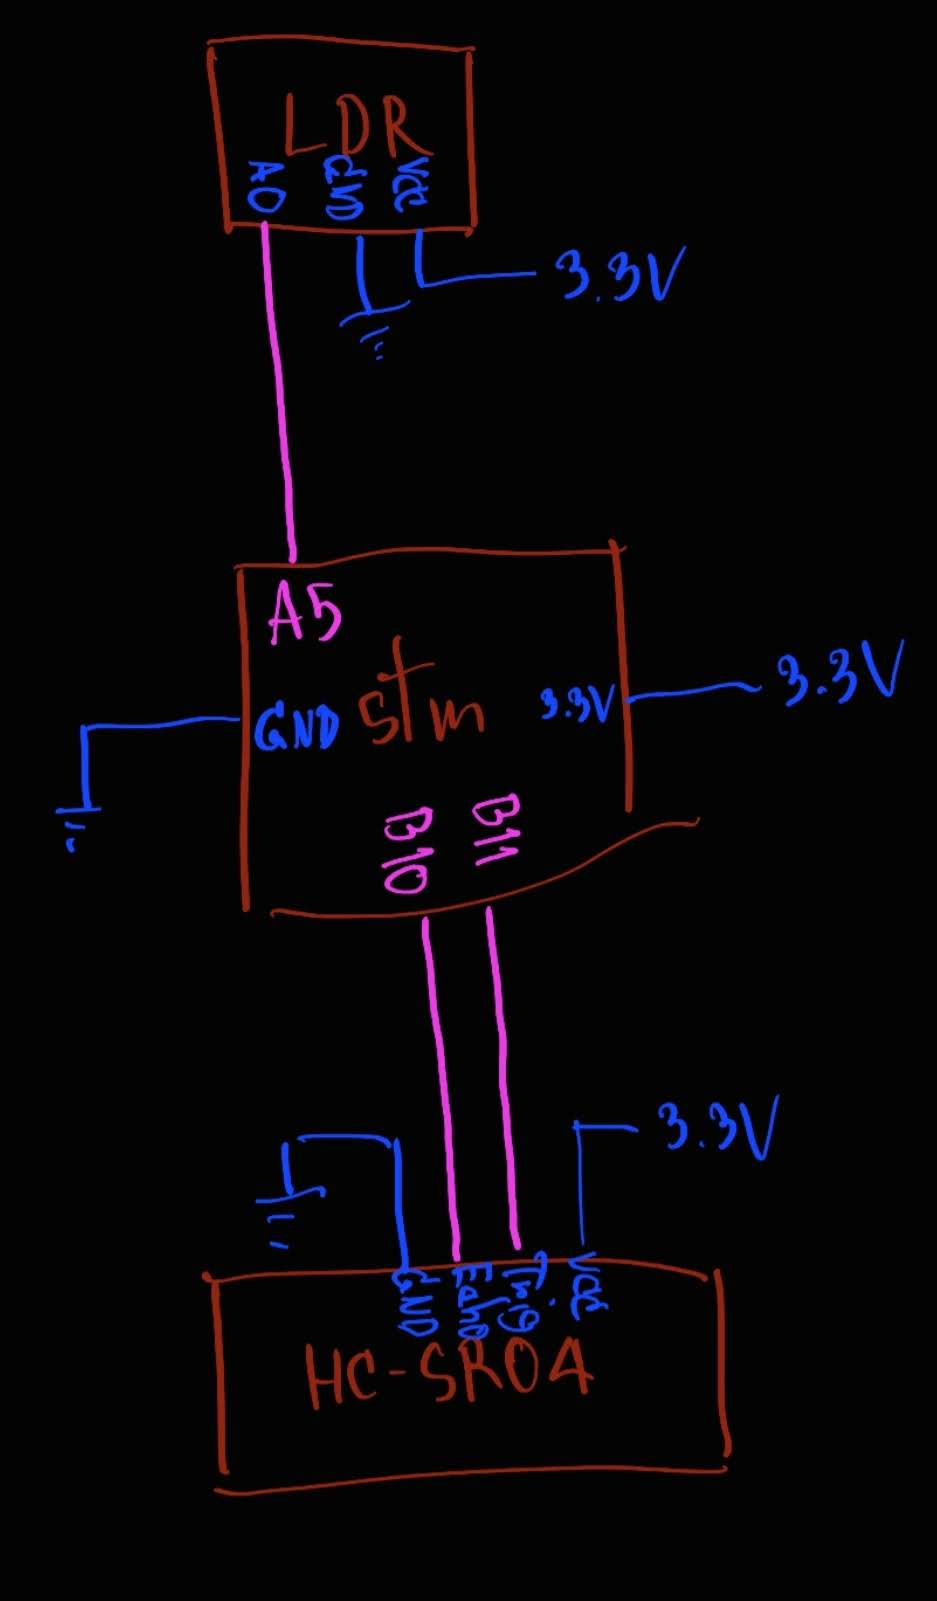 LDR
AO GND VCC
3.3V
A5
stm
GND
3.3V
3.3V
B10 B11
3.3V
GND Echo Trig. VCC
HC-SR04